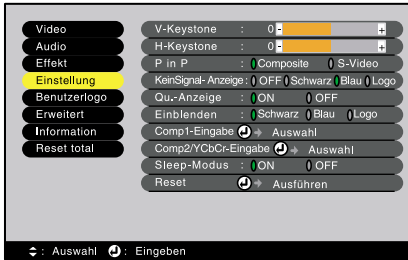 Video
Audio
Effekt
Einstellung
Benutzerlogo
Erweitert
Information
Reset total
V-Keystone : 0 - +
H-Keystone : 0 - +
P in P : Composite S-Video
KeinSignal- Anzeige : OFF Schwarz Blau Logo
Qu.-Anzeige : ON OFF
Einblenden : Schwarz Blau Logo
Comp1-Eingabe Auswahl
Comp2/YCbCr-Eingabe Auswahl
Sleep-Modus : ON OFF
Reset Ausführen
: Auswahl : Eingeben